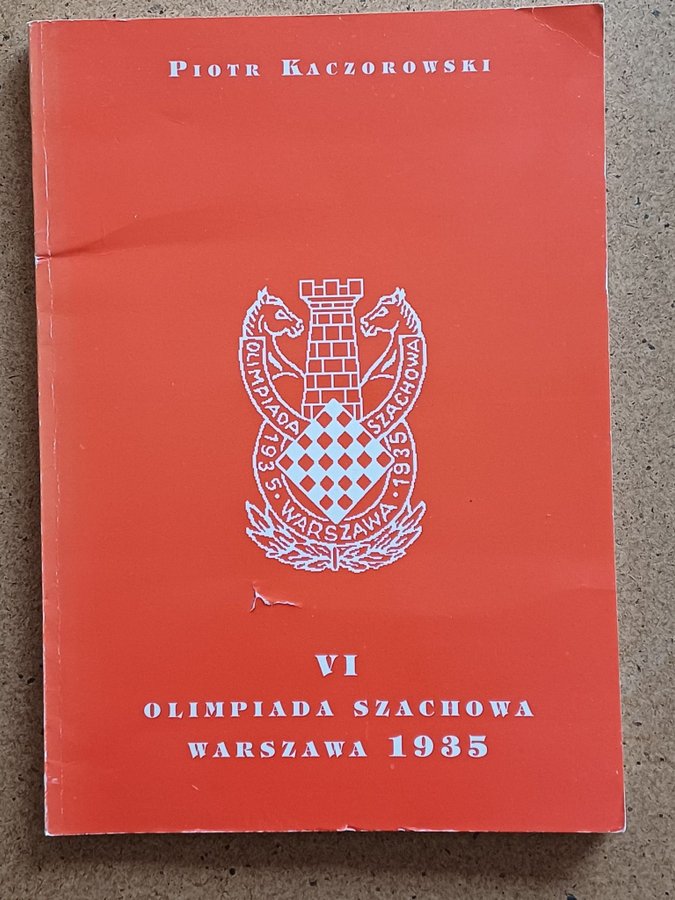 PIOTR KACZOROWSKI
OLIMPIADA SZACHOWA
1935 · WARSZAWA · 1935
VI
OLIMPIADA SZACHOWA
WARSZAWA 1935